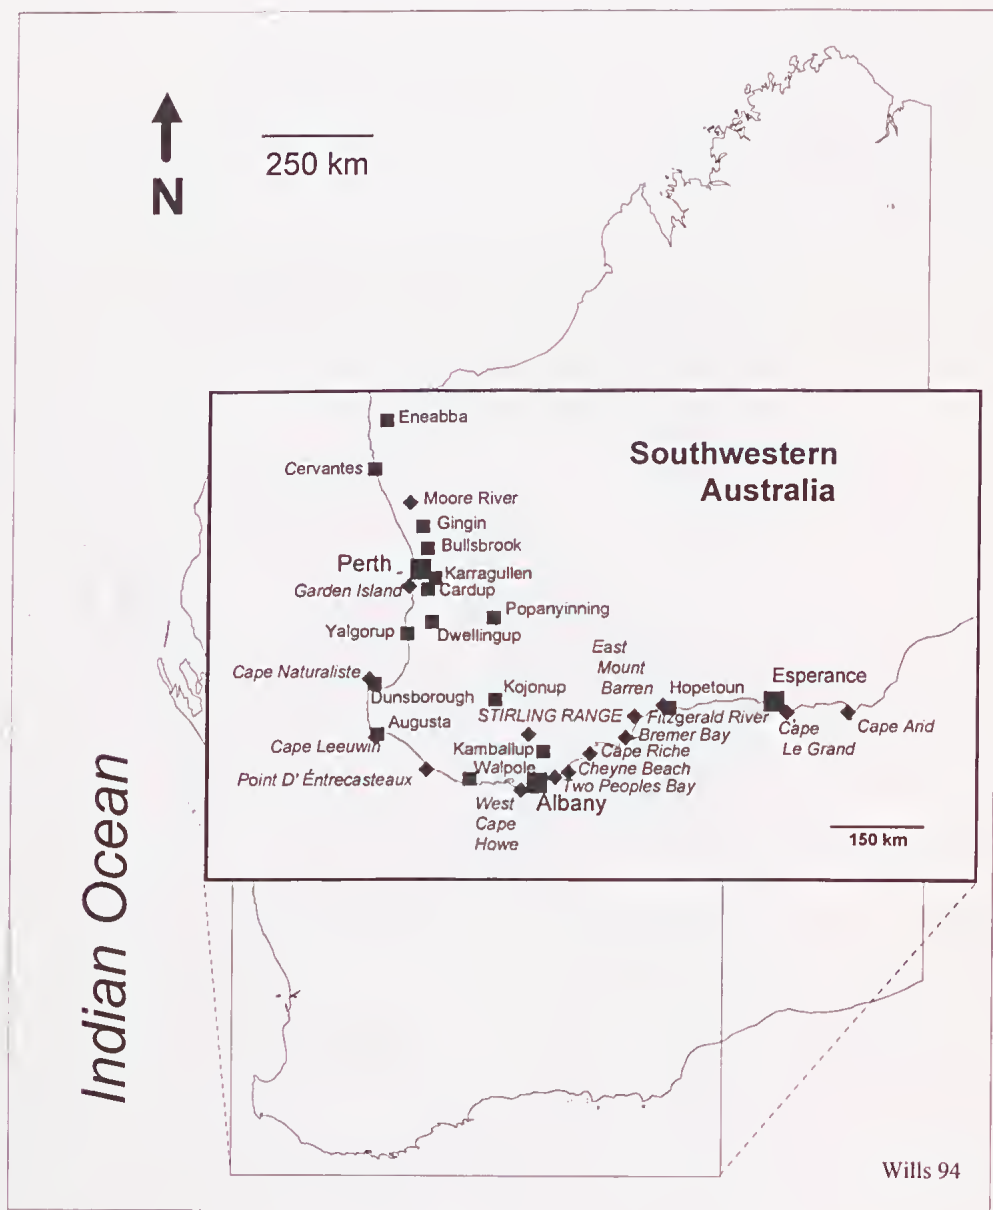 N
250 km
Indian Ocean
Southwestern
Australia
Eneabba
Cervantes
Moore River
Gingin
Bullsbrook
Perth
Karragullen
Garden Island
Cardup
Popanyinning
Yalgorup
Dwellingup
East
Mount
Barren
Cape Naturaliste
Dunsborough
Kojonup
Hopetoun
Esperance
STIRLING RANGE
Fitzgerald River
Augusta
Bremer Bay
Cape
Le Grand
Cape Arid
Cape Leeuwin
Kamballup
Cape Riche
Point D' Éntrecasteaux
Walpole
Cheyne Beach
Two Peoples Bay
West
Cape
Howe
Albany
150 km
Wills 94